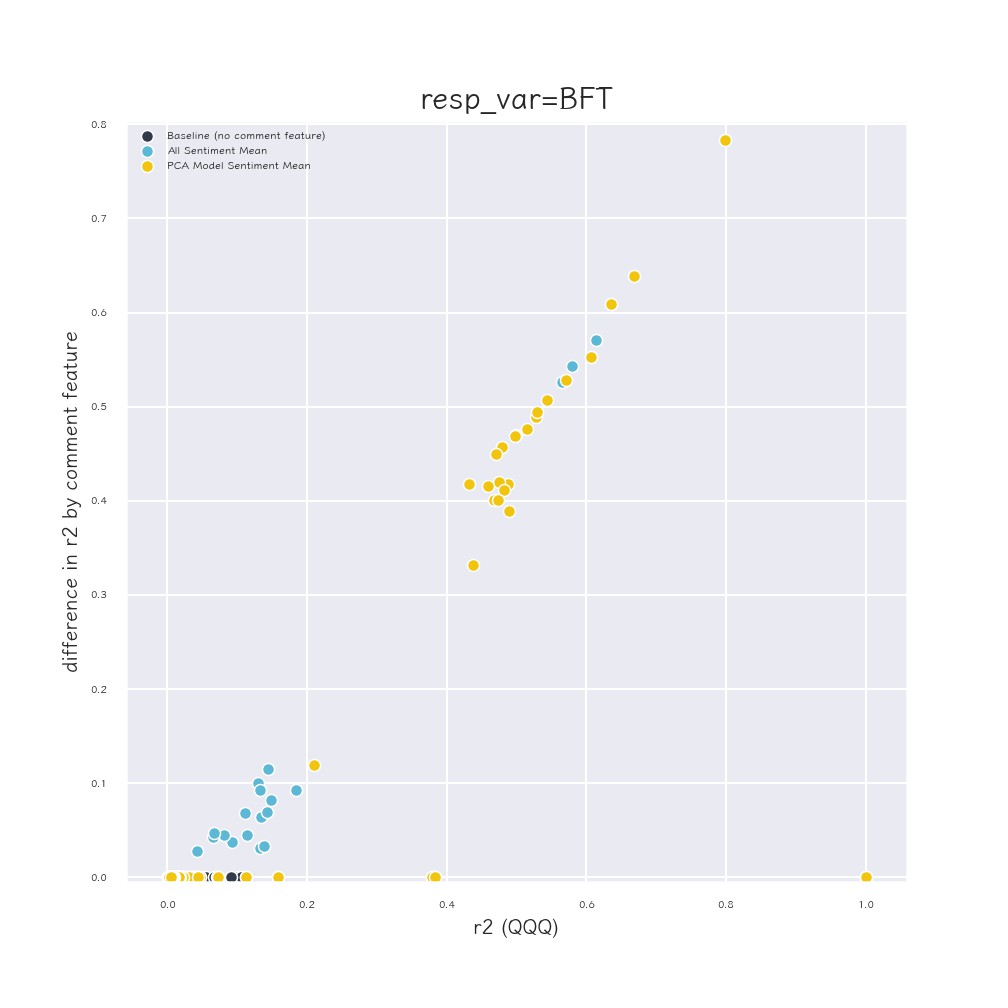 resp_var=BFT
Baseline (no comment feature)
All Sentiment Mean
PCA Model Sentiment Mean
difference in r2 by comment feature
0.8
0.7
0.6
0.5
0.4
0.3
0.2
0.1
0.0
0.0 0.2 0.4 0.6 0.8 1.0
r2 (QQQ)